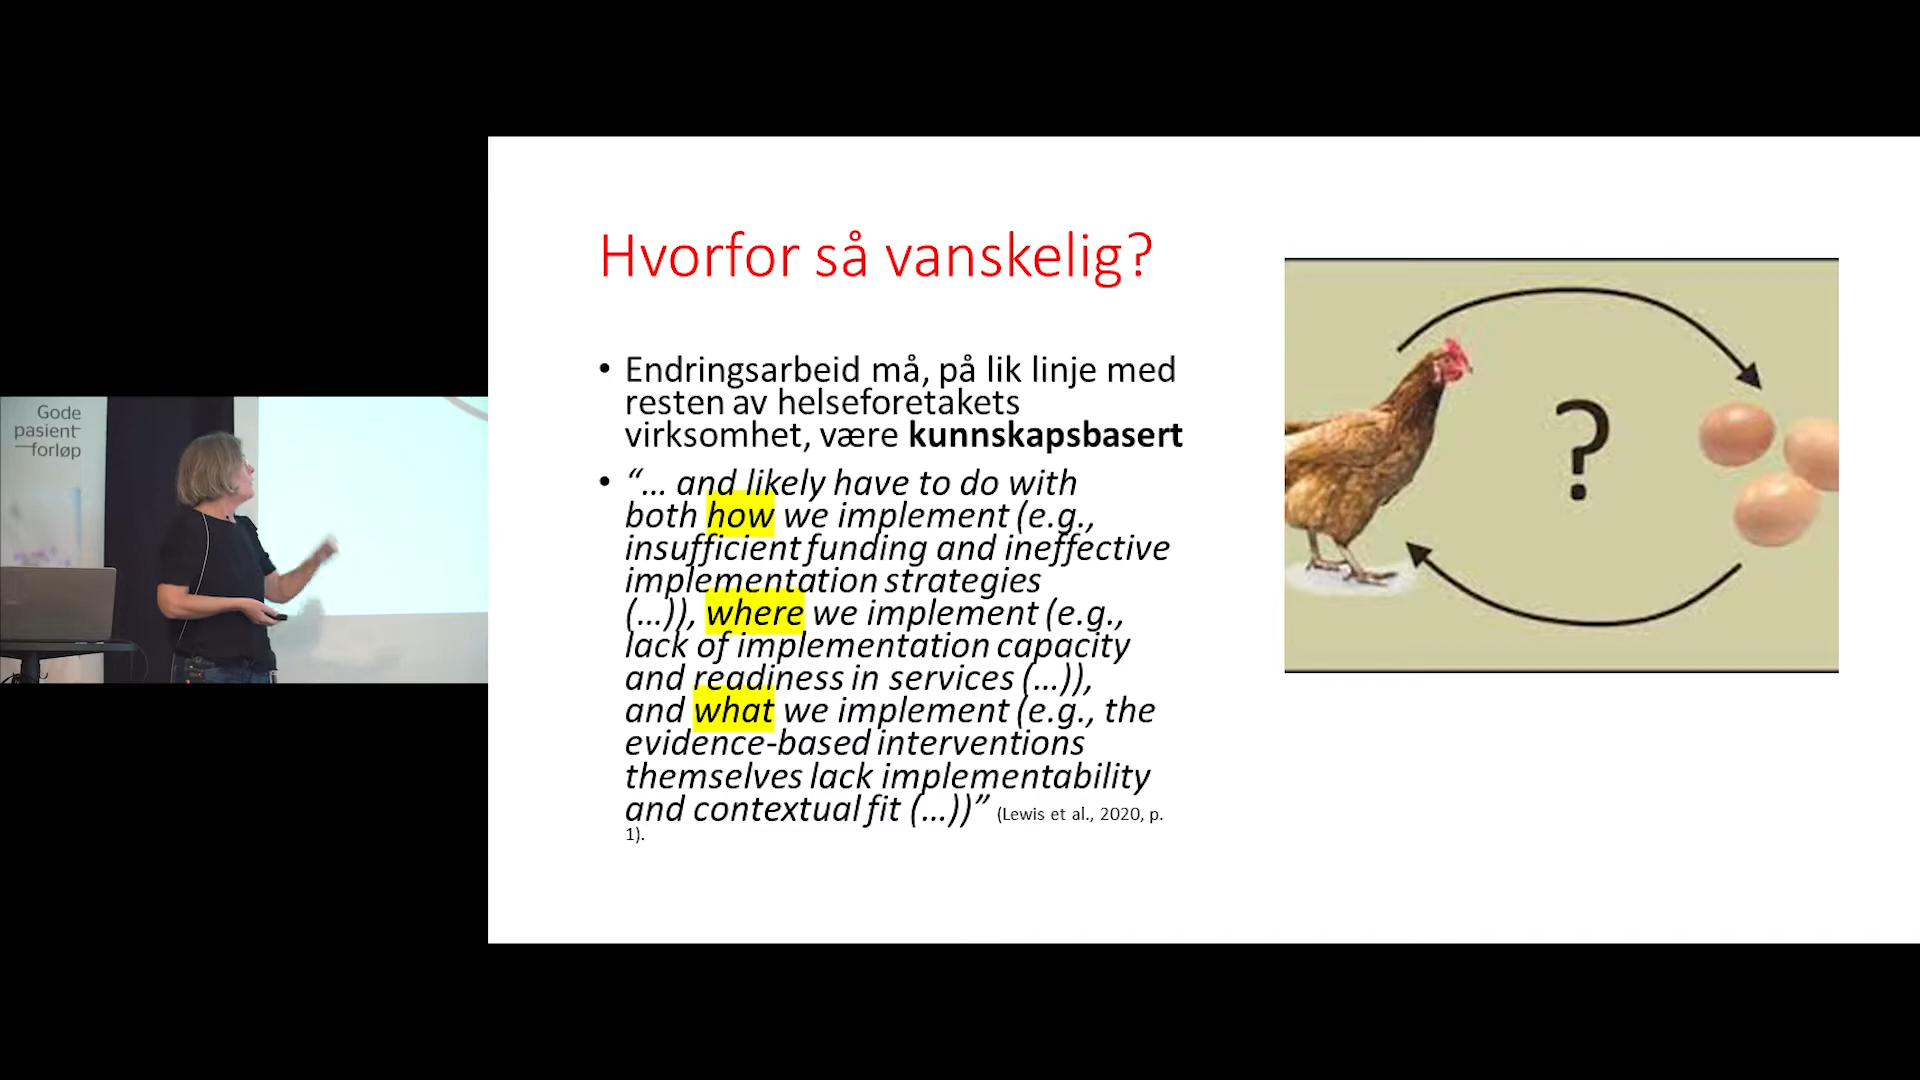 Gode
pasient
forløp
Hvorfor så vanskelig?
• Endringsarbeid må, på lik linje med
resten av helseforetakets
virksomhet, være kunnskapsbasert
• “... and likely have to do with
both how we implement (e.g.,
insufficient funding and ineffective
implementation strategies
(...)), where we implement (e.g.,
lack of implementation capacity
and readiness in services (...)),
and what we implement (e.g., the
evidence-based interventions
themselves lack implementability
and contextual fit (...))” (Lewis et al., 2020, p.
1).
?